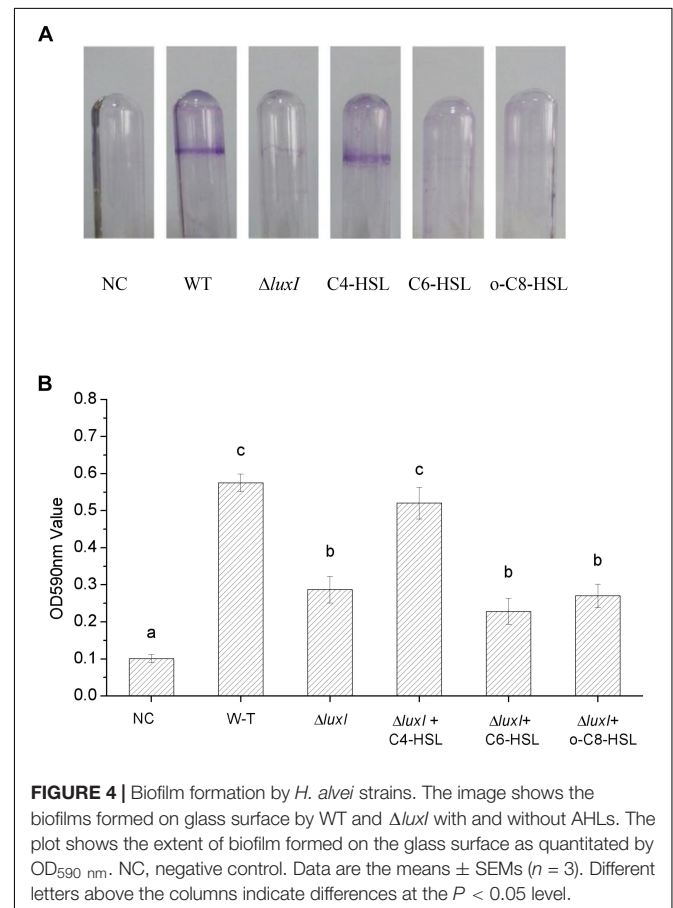 A
NC WT ΔluxI C4-HSL C6-HSL o-C8-HSL
B
OD590nm Value
0.8
0.7
0.6
0.5
0.4
0.3
0.2
0.1
0.0
a
c
b
c
b
b
NC W-T ΔluxI ΔluxI + ΔluxI+ ΔluxI+
C4-HSL C6-HSL o-C8-HSL
FIGURE 4 | Biofilm formation by H. alvei strains. The image shows the
biofilms formed on glass surface by WT and ΔluxI with and without AHLs. The
plot shows the extent of biofilm formed on the glass surface as quantitated by
OD590 nm. NC, negative control. Data are the means ± SEMs (n = 3). Different
letters above the columns indicate differences at the P < 0.05 level.